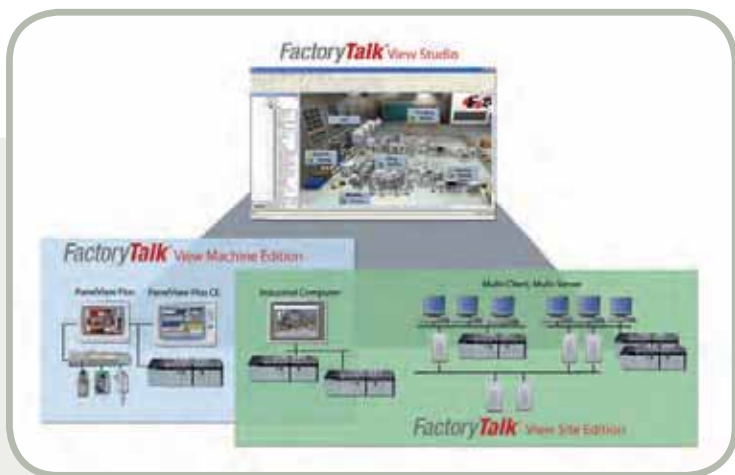 FactoryTalk View Studio
FactoryTalk View Machine Edition
PanelView Plus
PanelView Plus CE
Industrial Computer
Multi-Client, Multi-Server
FactoryTalk View Site Edition